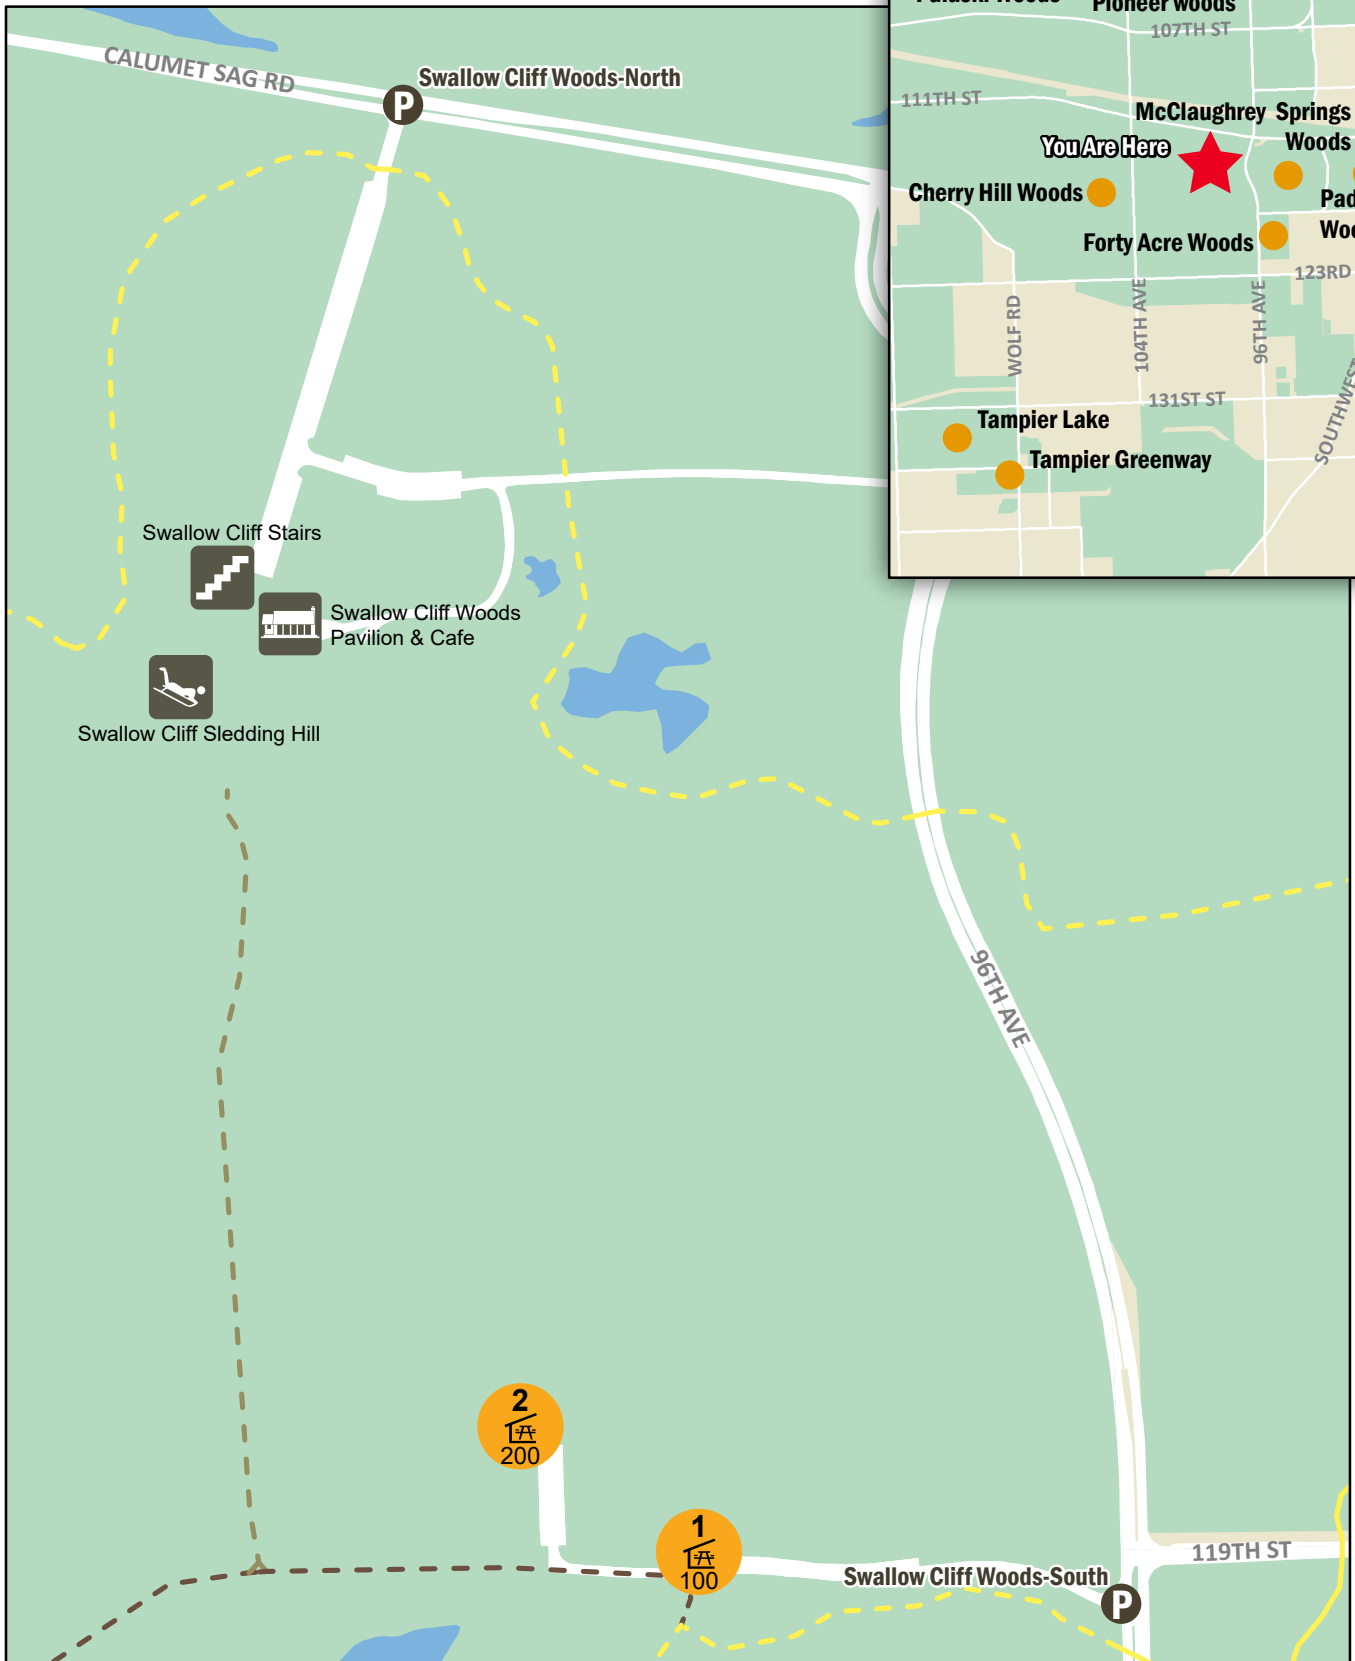 Pioneer Woods
107TH ST
CALUMET SAG RD
Swallow Cliff Woods-North
P
111TH ST
McClaughrey Springs
Woods
You Are Here
Cherry Hill Woods
Forty Acre Woods
123RD
WOLF RD
104TH AVE
96TH AVE
131ST ST
SOUTHWEST
Tampier Lake
Tampier Greenway
Swallow Cliff Stairs
Swallow Cliff Woods
Pavilion & Cafe
Swallow Cliff Sledding Hill
96TH AVE
2
200
1
100
119TH ST
Swallow Cliff Woods-South
P